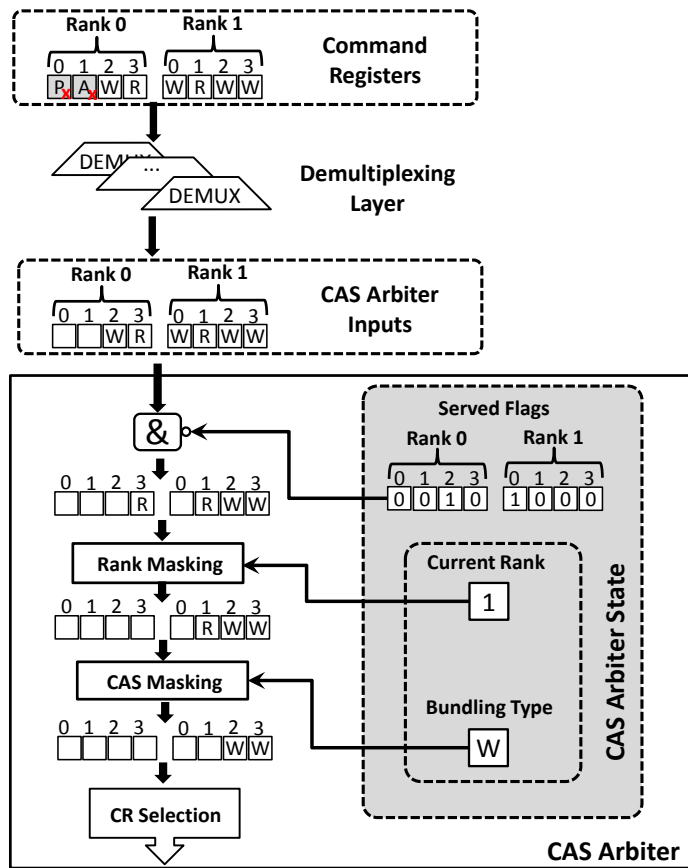 Rank 0 Rank 1
Command
Registers
0 1 2 3 0 1 2 3
P x A x W R W R W W
DEMUX
...
DEMUX
Demultiplexing
Layer
Rank 0 Rank 1
CAS Arbiter
Inputs
0 1 2 3 0 1 2 3
W R W R W W
Served Flags
&
Rank 0 Rank 1
0 1 2 3 0 1 2 3
0 0 1 0 1 0 0 0
0 1 2 3 0 1 2 3
R R W W
Rank Masking
Current Rank
1
0 1 2 3 0 1 2 3
R W W
CAS Masking
Bundling Type
W
0 1 2 3 0 1 2 3
W W
CR Selection
CAS Arbiter State
CAS Arbiter